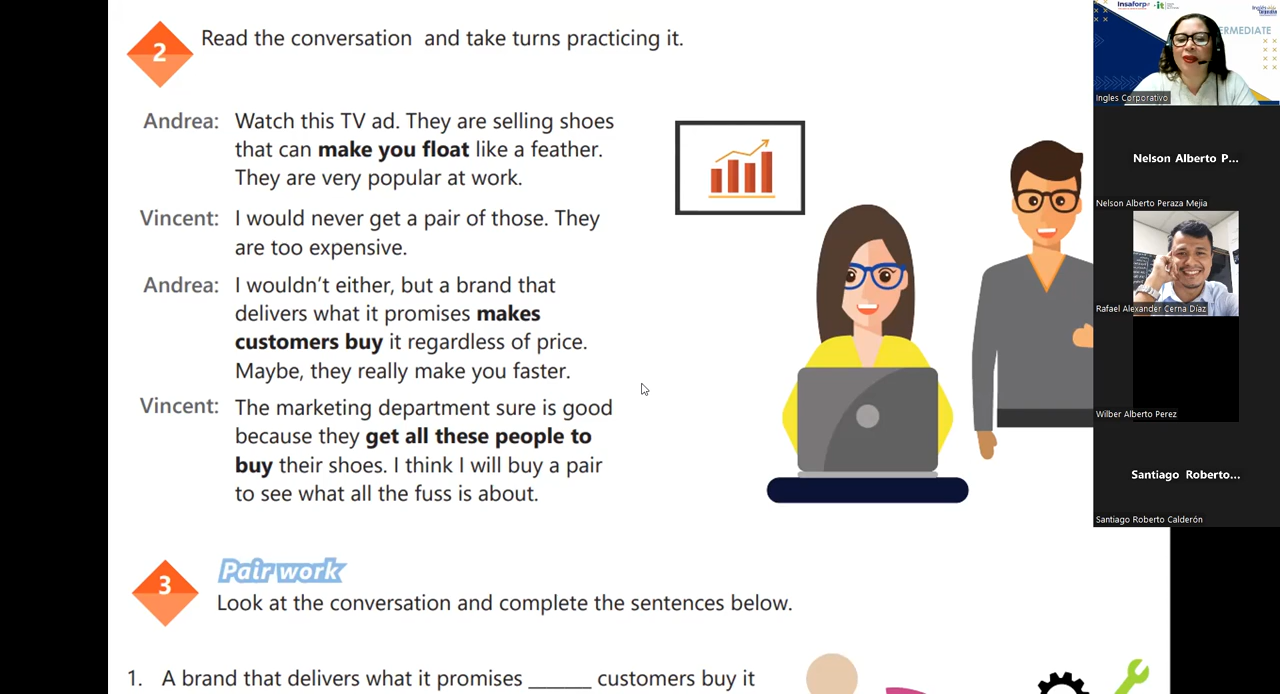 2
Read the conversation and take turns practicing it.
Andrea: Watch this TV ad. They are selling shoes
that can make you float like a feather.
They are very popular at work.
Vincent: I would never get a pair of those. They
are too expensive.
Andrea: I wouldn't either, but a brand that
delivers what it promises makes
customers buy it regardless of price.
Maybe, they really make you faster.
Vincent: The marketing department sure is good
because they get all these people to
buy their shoes. I think I will buy a pair
to see what all the fuss is about.
3
Pair work
Look at the conversation and complete the sentences below.
1. A brand that delivers what it promises ______ customers buy it
Insaforp
ERMEDIATE
Ingles Corporativo
Nelson Alberto P...
Nelson Alberto Peraza Mejia
Rafael Alexander Cerna Díaz
Wilber Alberto Perez
Santiago Roberto...
Santiago Roberto Calderón